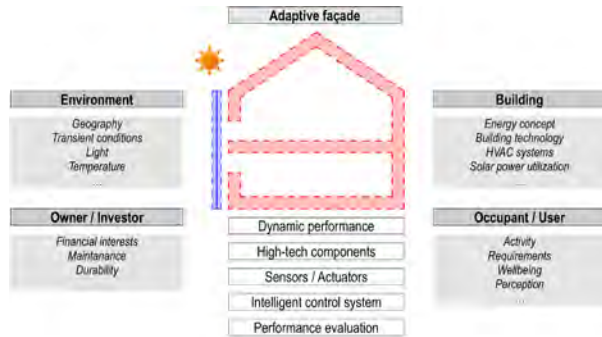 Adaptive façade
Environment
Geography
Transient conditions
Light
Temperature
...
Building
Energy concept
Building technology
HVAC systems
Solar power utilization
...
Owner / Investor
Financial interests
Maintanance
Durability
...
Occupant / User
Activity
Requirements
Wellbeing
Perception
...
Dynamic performance
High-tech components
Sensors / Actuators
Intelligent control system
Performance evaluation